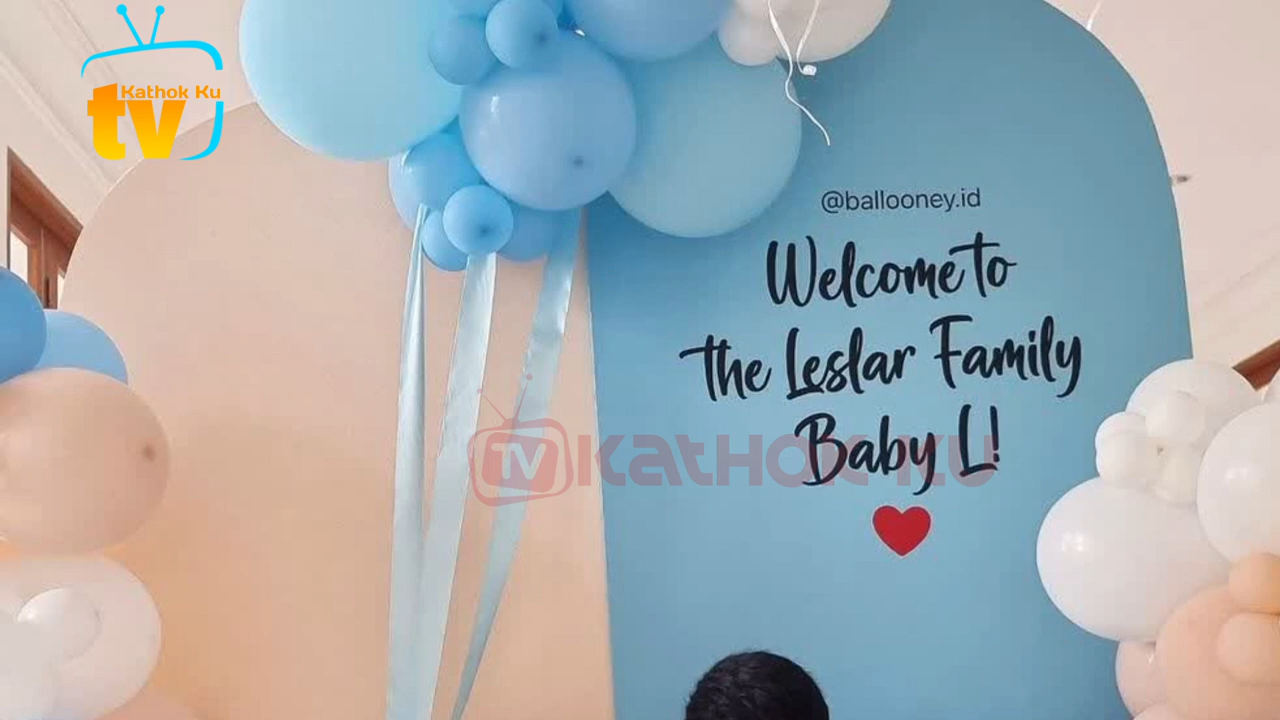 Kathok Ku
tv
@ballooney.id
Welcome to
the Leslar Family
Baby L!
TV KATHOK KU